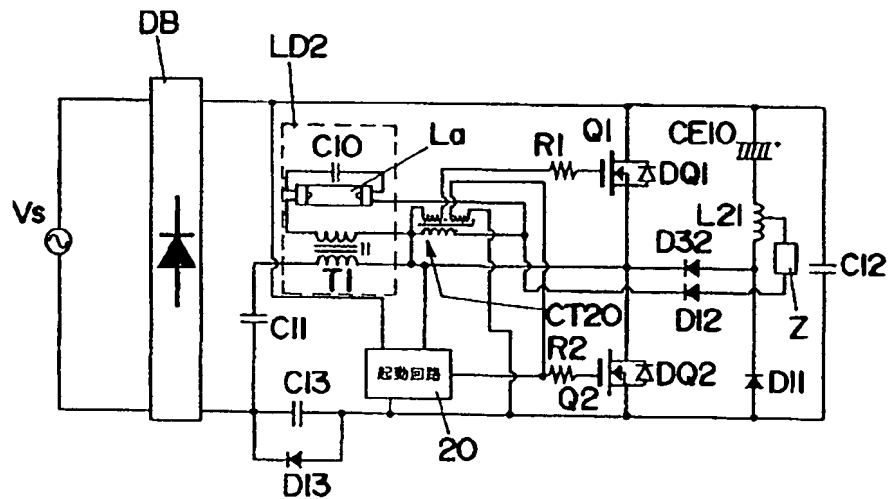 DB
LD2
C10
La
R1
Q1
CE10
DQ1
Vs
L21
D32
T1
CT20
D12
Z
C12
C11
R2
起動回路
Q2
DQ2
D11
C13
20
D13